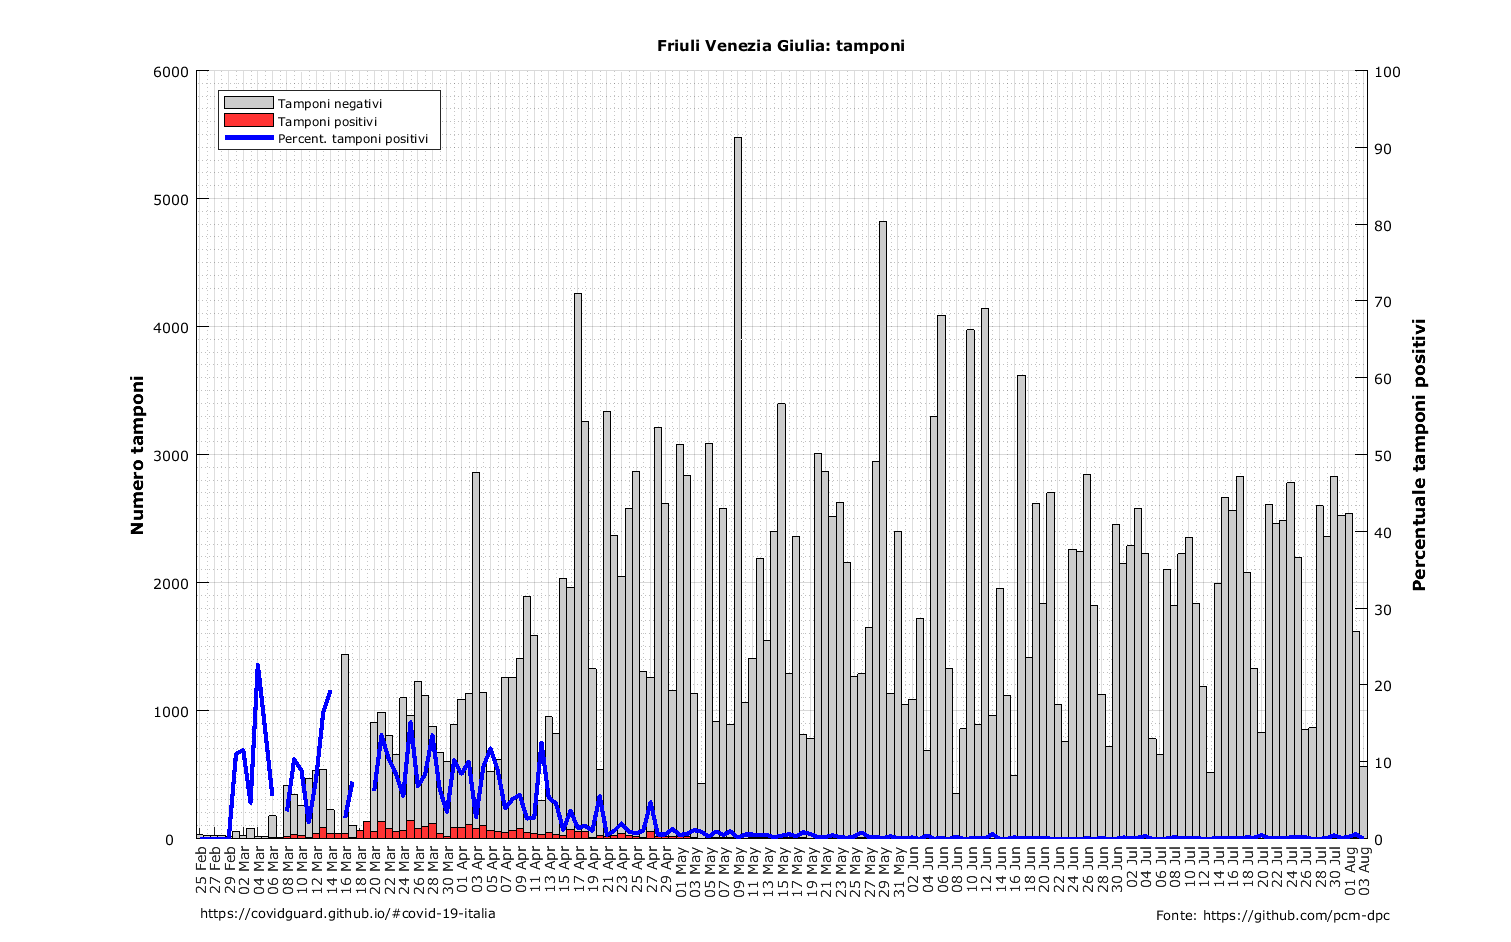 Friuli Venezia Giulia: tamponi
Tamponi negativi
Tamponi positivi
Percent. tamponi positivi
Numero tamponi
6000
5000
4000
3000
2000
1000
0
Percentuale tamponi positivi
100
90
80
70
60
50
40
30
20
10
0
25 Feb
27 Feb
29 Feb
02 Mar
04 Mar
06 Mar
08 Mar
10 Mar
12 Mar
14 Mar
16 Mar
18 Mar
20 Mar
22 Mar
24 Mar
26 Mar
28 Mar
30 Mar
01 Apr
03 Apr
05 Apr
07 Apr
09 Apr
11 Apr
13 Apr
15 Apr
17 Apr
19 Apr
21 Apr
23 Apr
25 Apr
27 Apr
29 Apr
01 May
03 May
05 May
07 May
09 May
11 May
13 May
15 May
17 May
19 May
21 May
23 May
25 May
27 May
29 May
31 May
02 Jun
04 Jun
06 Jun
08 Jun
10 Jun
12 Jun
14 Jun
16 Jun
18 Jun
20 Jun
22 Jun
24 Jun
26 Jun
28 Jun
30 Jun
02 Jul
04 Jul
06 Jul
08 Jul
10 Jul
12 Jul
14 Jul
16 Jul
18 Jul
20 Jul
22 Jul
24 Jul
26 Jul
28 Jul
30 Jul
01 Aug
03 Aug
https://covidguard.github.io/#covid-19-italia
Fonte: https://github.com/pcm-dpc